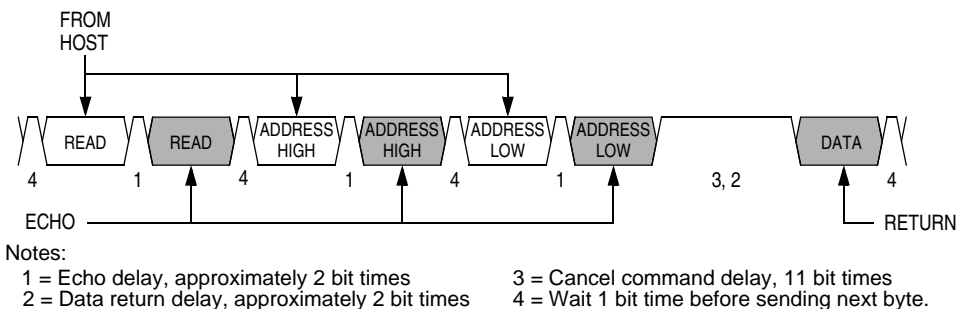 FROM
HOST
READ
READ
ADDRESS
HIGH
ADDRESS
HIGH
ADDRESS
LOW
ADDRESS
LOW
DATA
4
1
4
1
4
1
3, 2
4
ECHO
RETURN
Notes:
1 = Echo delay, approximately 2 bit times
2 = Data return delay, approximately 2 bit times
3 = Cancel command delay, 11 bit times
4 = Wait 1 bit time before sending next byte.